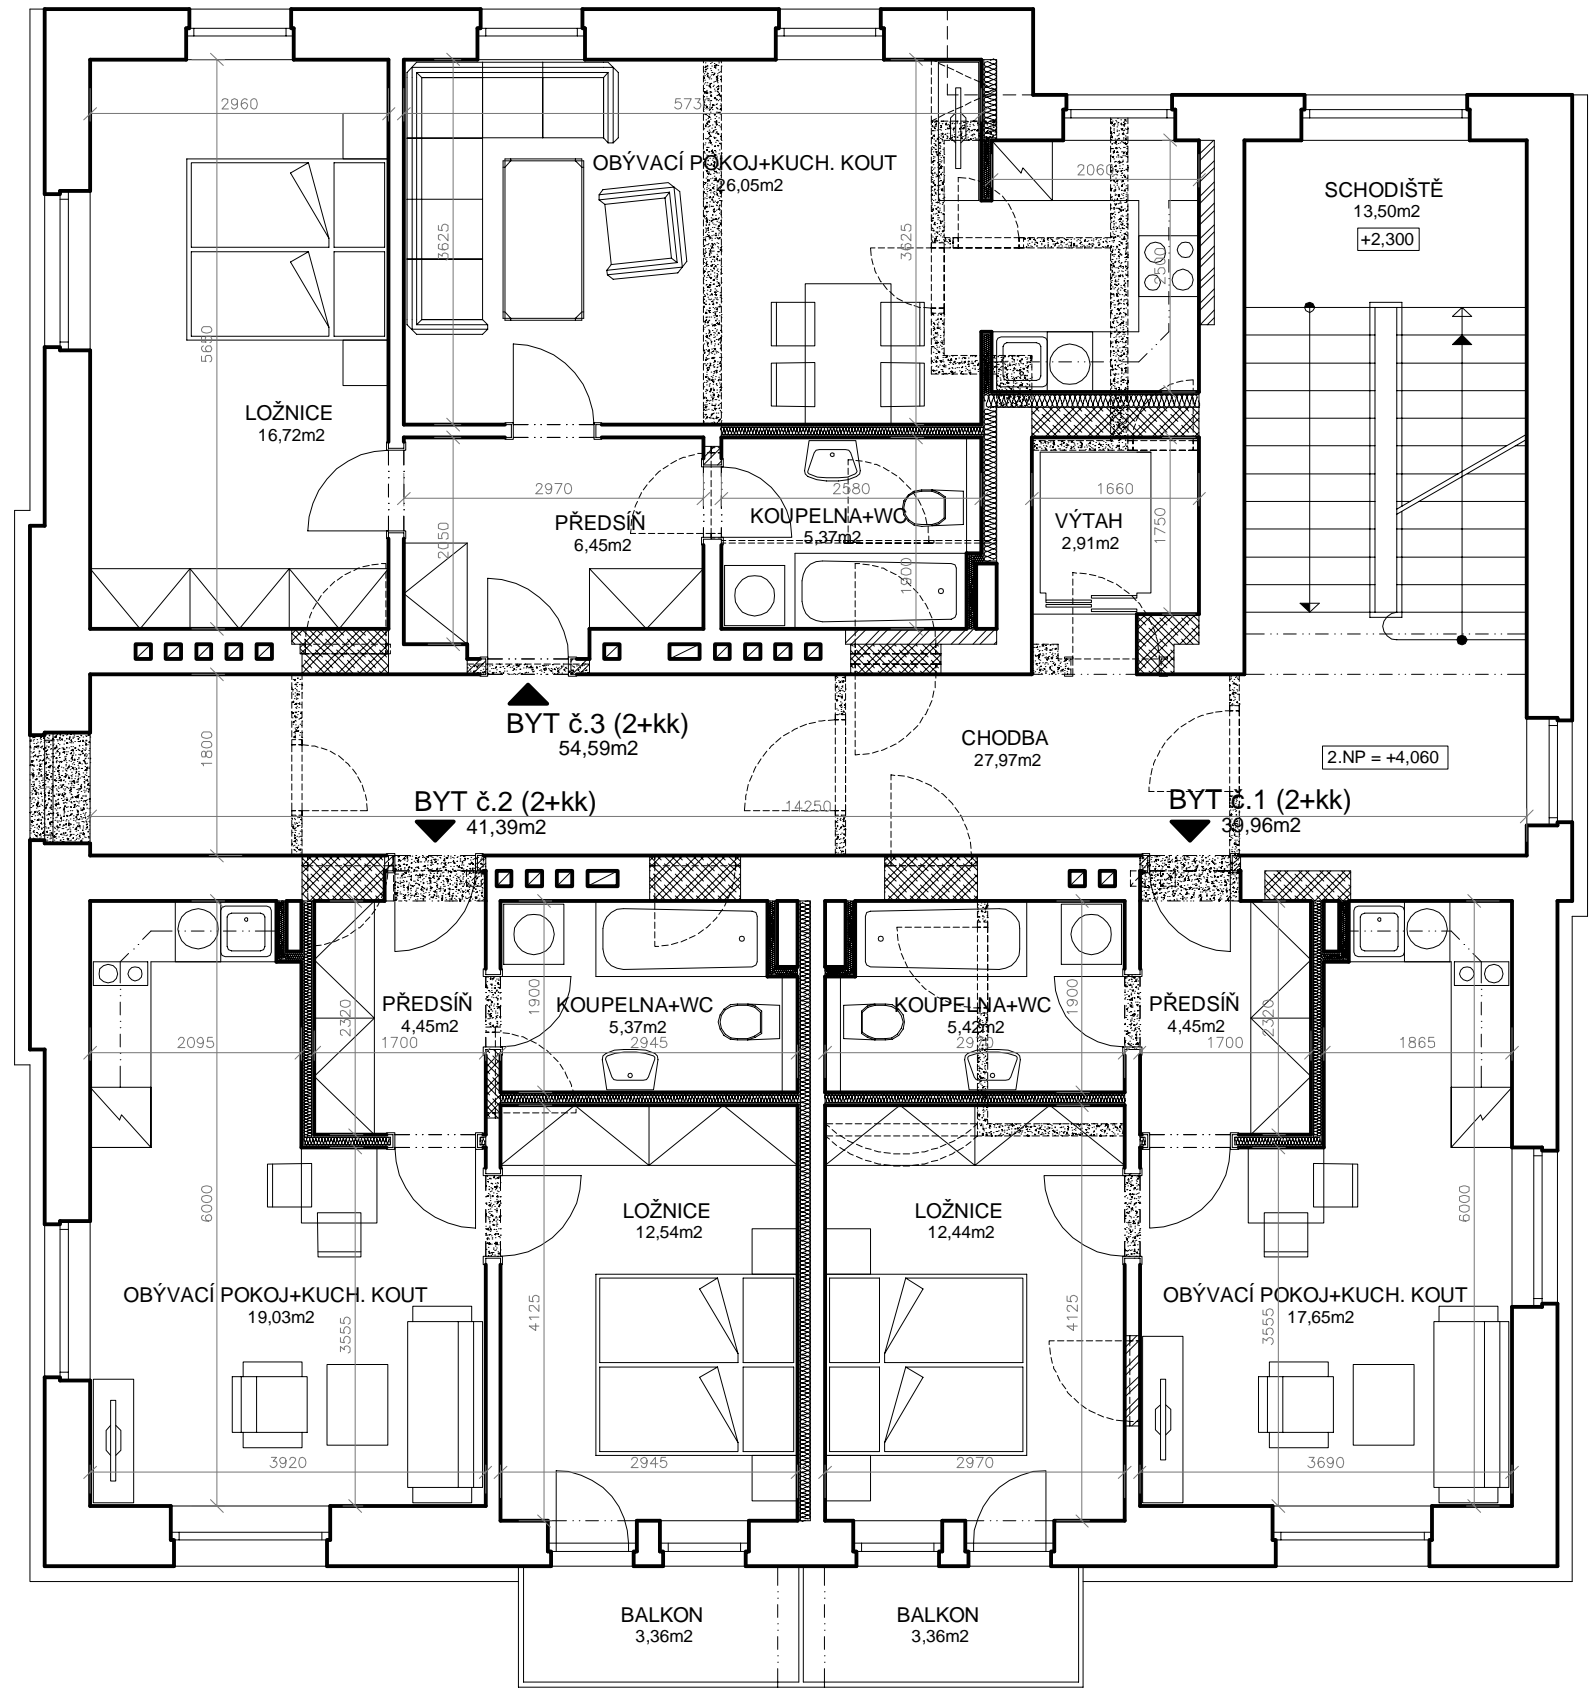 2960
5730
OBÝVACÍ POKOJ+KUCH. KOUT
26,05m2
2060
SCHODIŠTĚ
13,50m2
+2,300
3625
3625
2500
5650
LOŽNICE
16,72m2
2970
2580
1660
PŘEDSÍŇ
6,45m2
KOUPELNA+WC
5,37m2
VÝTAH
2,91m2
2050
1900
1750
BYT č.3 (2+kk)
54,59m2
CHODBA
27,97m2
1800
2.NP = +4,060
BYT č.2 (2+kk)
41,39m2
14250
BYT č.1 (2+kk)
39,96m2
PŘEDSÍŇ
4,45m2
KOUPELNA+WC
5,37m2
KOUPELNA+WC
5,42m2
PŘEDSÍŇ
4,45m2
2320
1900
1900
2320
2095
1700
2945
2970
1700
1865
6000
LOŽNICE
12,54m2
LOŽNICE
12,44m2
6000
OBÝVACÍ POKOJ+KUCH. KOUT
19,03m2
OBÝVACÍ POKOJ+KUCH. KOUT
17,65m2
3555
4125
4125
3555
3920
2945
2970
3690
BALKON
3,36m2
BALKON
3,36m2